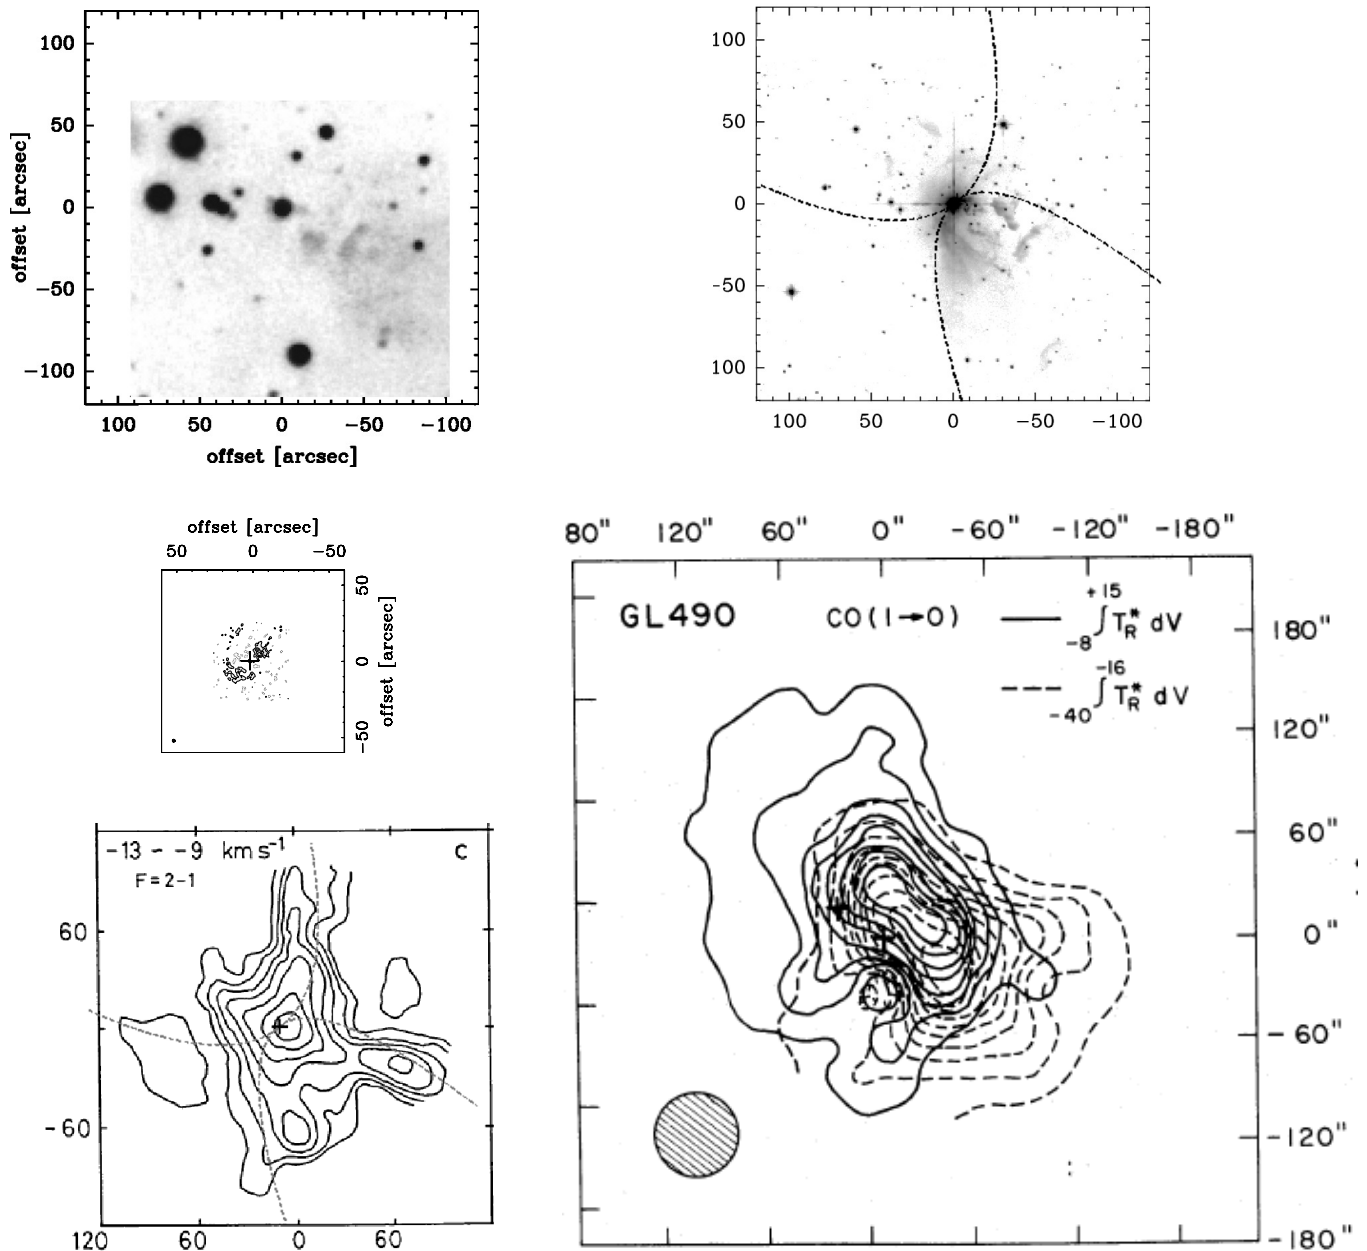 100
50
0
−50
−100
offset [arcsec]
100 50 0 −50 −100
offset [arcsec]
100
50
0
-50
100
100 50 0 −50 −100
offset [arcsec]
50 0 −50
50
0
−50
offset [arcsec]
80" 120" 60" 0" -60" -120" -180"
GL490 CO(1→0)
+15
∫ T*R dV
-8
-16
∫ T*R dV
-40
180"
120"
60"
0"
-60"
-120"
-180"
-13 ~ -9 km s-1 C
F=2-1
60
-60
120 60 0 60